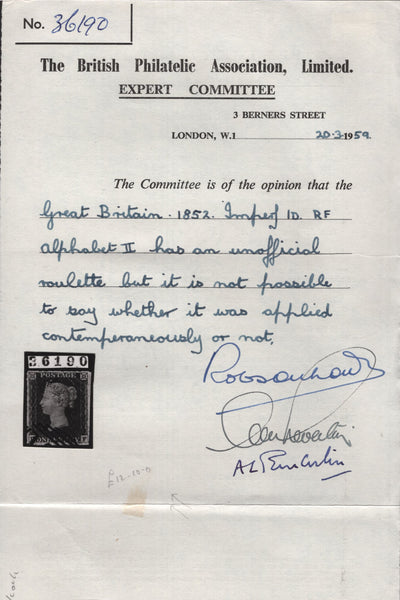 No. 36190
The British Philatelic Association, Limited.
EXPERT COMMITTEE
3 BERNERS STREET
LONDON, W.1 20.3.1959
The Committee is of the opinion that the
Great Britain. 1852. Imperf 1D. RF
alphabet II has an unofficial
roulette but it is not possible
to say whether it was applied
contemperaneously or not.
36190
POSTAGE
£12-10-0